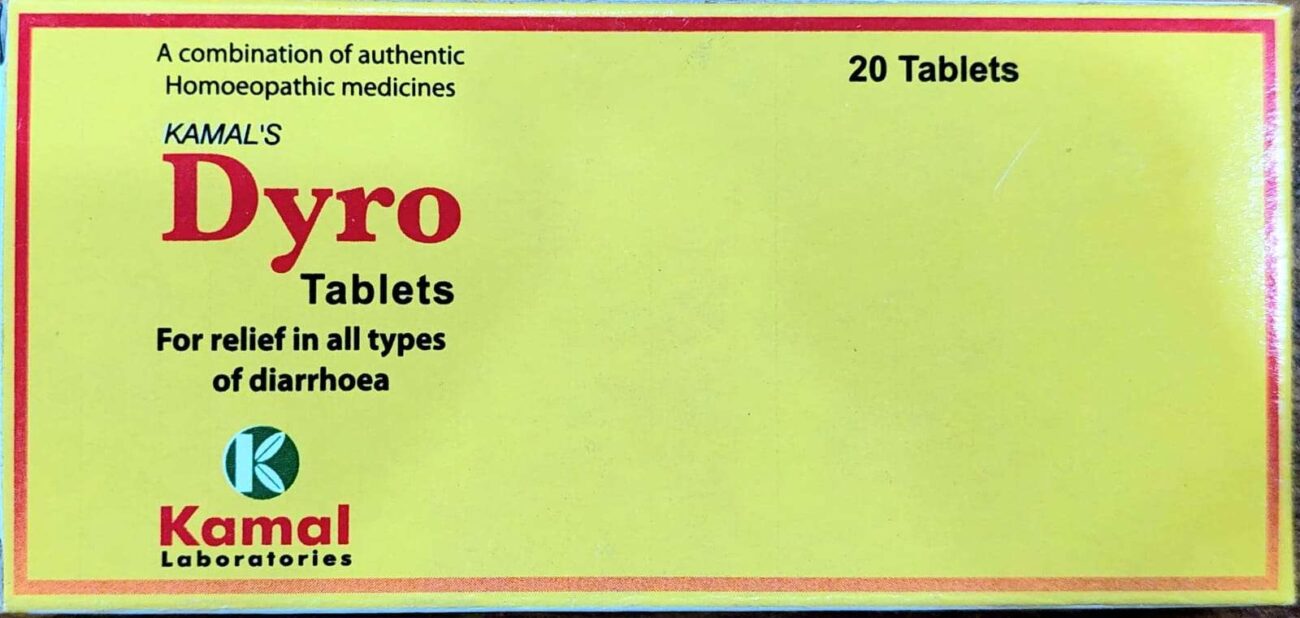 A combination of authentic
Homoeopathic medicines
20 Tablets
KAMAL'S
Dyro
Tablets
For relief in all types
of diarrhoea
K
Kamal
Laboratories